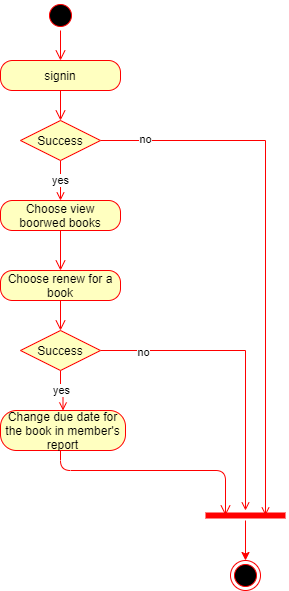 signin
Success
no
yes
Choose view
boorwed books
Choose renew for a
book
Success
no
yes
Change due date for
the book in member's
report